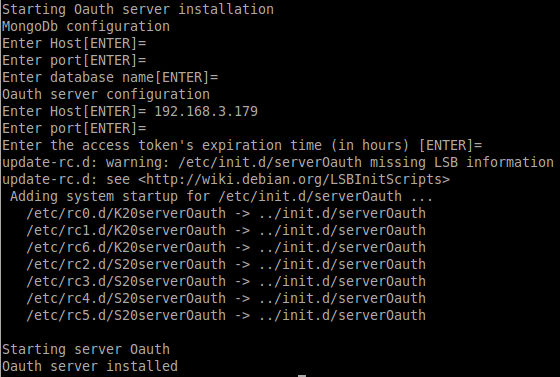 Starting Oauth server installation
MongoDb configuration
Enter Host[ENTER]=
Enter port[ENTER]=
Enter database name[ENTER]=
Oauth server configuration
Enter Host[ENTER]= 192.168.3.179
Enter port[ENTER]=
Enter the access token's expiration time (in hours) [ENTER]=
update-rc.d: warning: /etc/init.d/serverOauth missing LSB information
update-rc.d: see <http://wiki.debian.org/LSBInitScripts>
 Adding system startup for /etc/init.d/serverOauth ...
   /etc/rc0.d/K20serverOauth -> ../init.d/serverOauth
   /etc/rc1.d/K20serverOauth -> ../init.d/serverOauth
   /etc/rc6.d/K20serverOauth -> ../init.d/serverOauth
   /etc/rc2.d/S20serverOauth -> ../init.d/serverOauth
   /etc/rc3.d/S20serverOauth -> ../init.d/serverOauth
   /etc/rc4.d/S20serverOauth -> ../init.d/serverOauth
   /etc/rc5.d/S20serverOauth -> ../init.d/serverOauth
Starting server Oauth
Oauth server installed